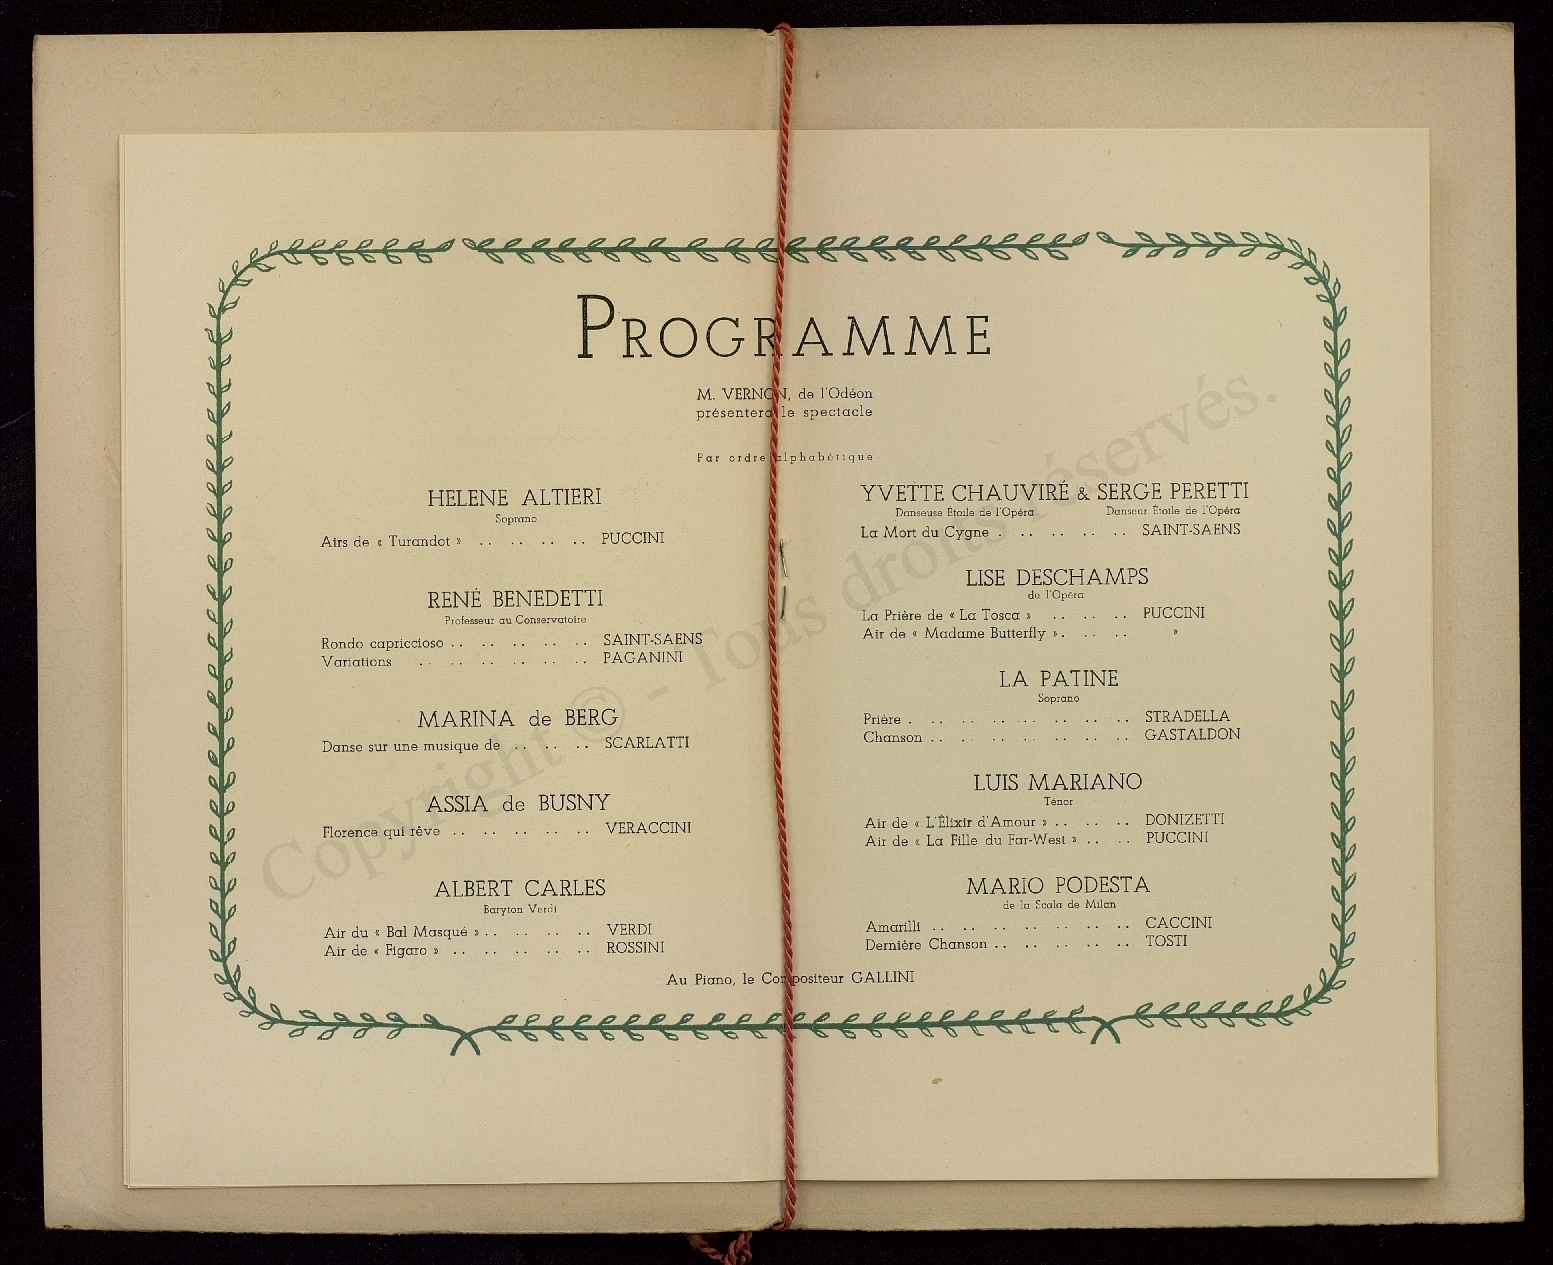 PROGRAMME
M. VERNON, de l'Odéon
présentera le spectacle
Par ordre alphabétique
HELENE ALTIERI
Soprano
Airs de « Turandot » .. .. .. .. PUCCINI
RENÉ BENEDETTI
Professeur au Conservatoire
Rondo capriccioso .. .. .. .. .. SAINT-SAENS
Variations .. .. .. .. .. .. PAGANINI
MARINA de BERG
Danse sur une musique de .. .. .. SCARLATTI
ASSIA de BUSNY
Florence qui rêve .. .. .. .. .. VERACCINI
ALBERT CARLES
Baryton Verdi
Air du « Bal Masqué » .. .. .. .. VERDI
Air de « Figaro » .. .. .. .. .. ROSSINI
YVETTE CHAUVIRÉ & SERGE PERETTI
Danseuse Étoile de l'Opéra Danseur Étoile de l'Opéra
La Mort du Cygne . .. .. .. .. SAINT-SAENS
LISE DESCHAMPS
de l'Opéra
La Prière de « La Tosca » .. .. .. PUCCINI
Air de « Madame Butterfly » . .. .. »
LA PATINE
Soprano
Prière . .. .. .. .. .. .. .. STRADELLA
Chanson .. .. .. .. .. .. .. GASTALDON
LUIS MARIANO
Ténor
Air de « L'Élixir d'Amour » .. .. .. DONIZETTI
Air de « La Fille du Far-West » .. .. PUCCINI
MARIO PODESTA
de la Scala de Milan
Amarilli .. .. .. .. .. .. .. CACCINI
Dernière Chanson .. .. .. .. .. TOSTI
Au Piano, le Compositeur GALLINI
Copyright © - Tous droits réservés.